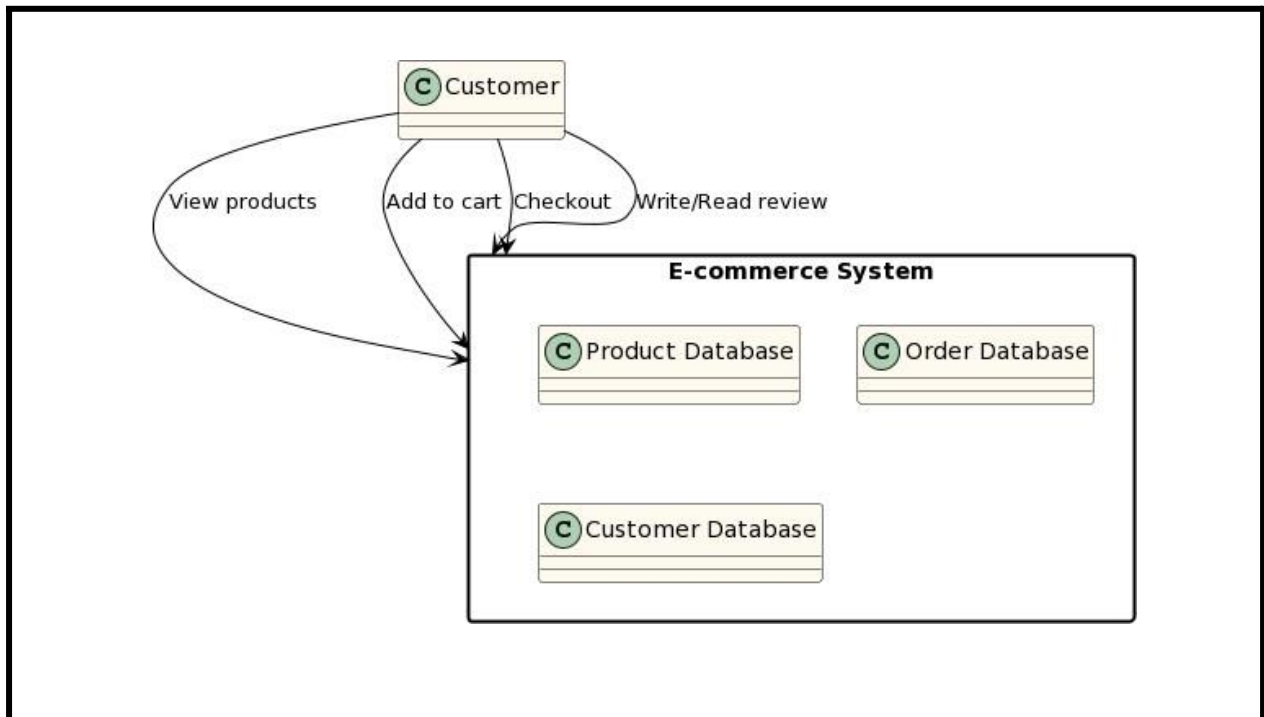 C Customer
View products
Add to cart
Checkout
Write/Read review
E-commerce System
C Product Database
C Order Database
C Customer Database